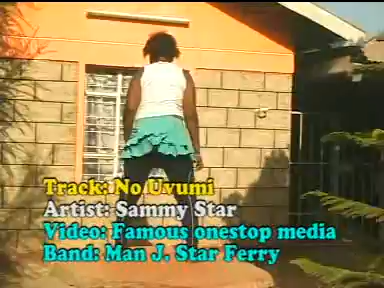 Track: No Uvumi
Artist: Sammy Star
Video: Famous onestop media
Band: Man J. Star Ferry